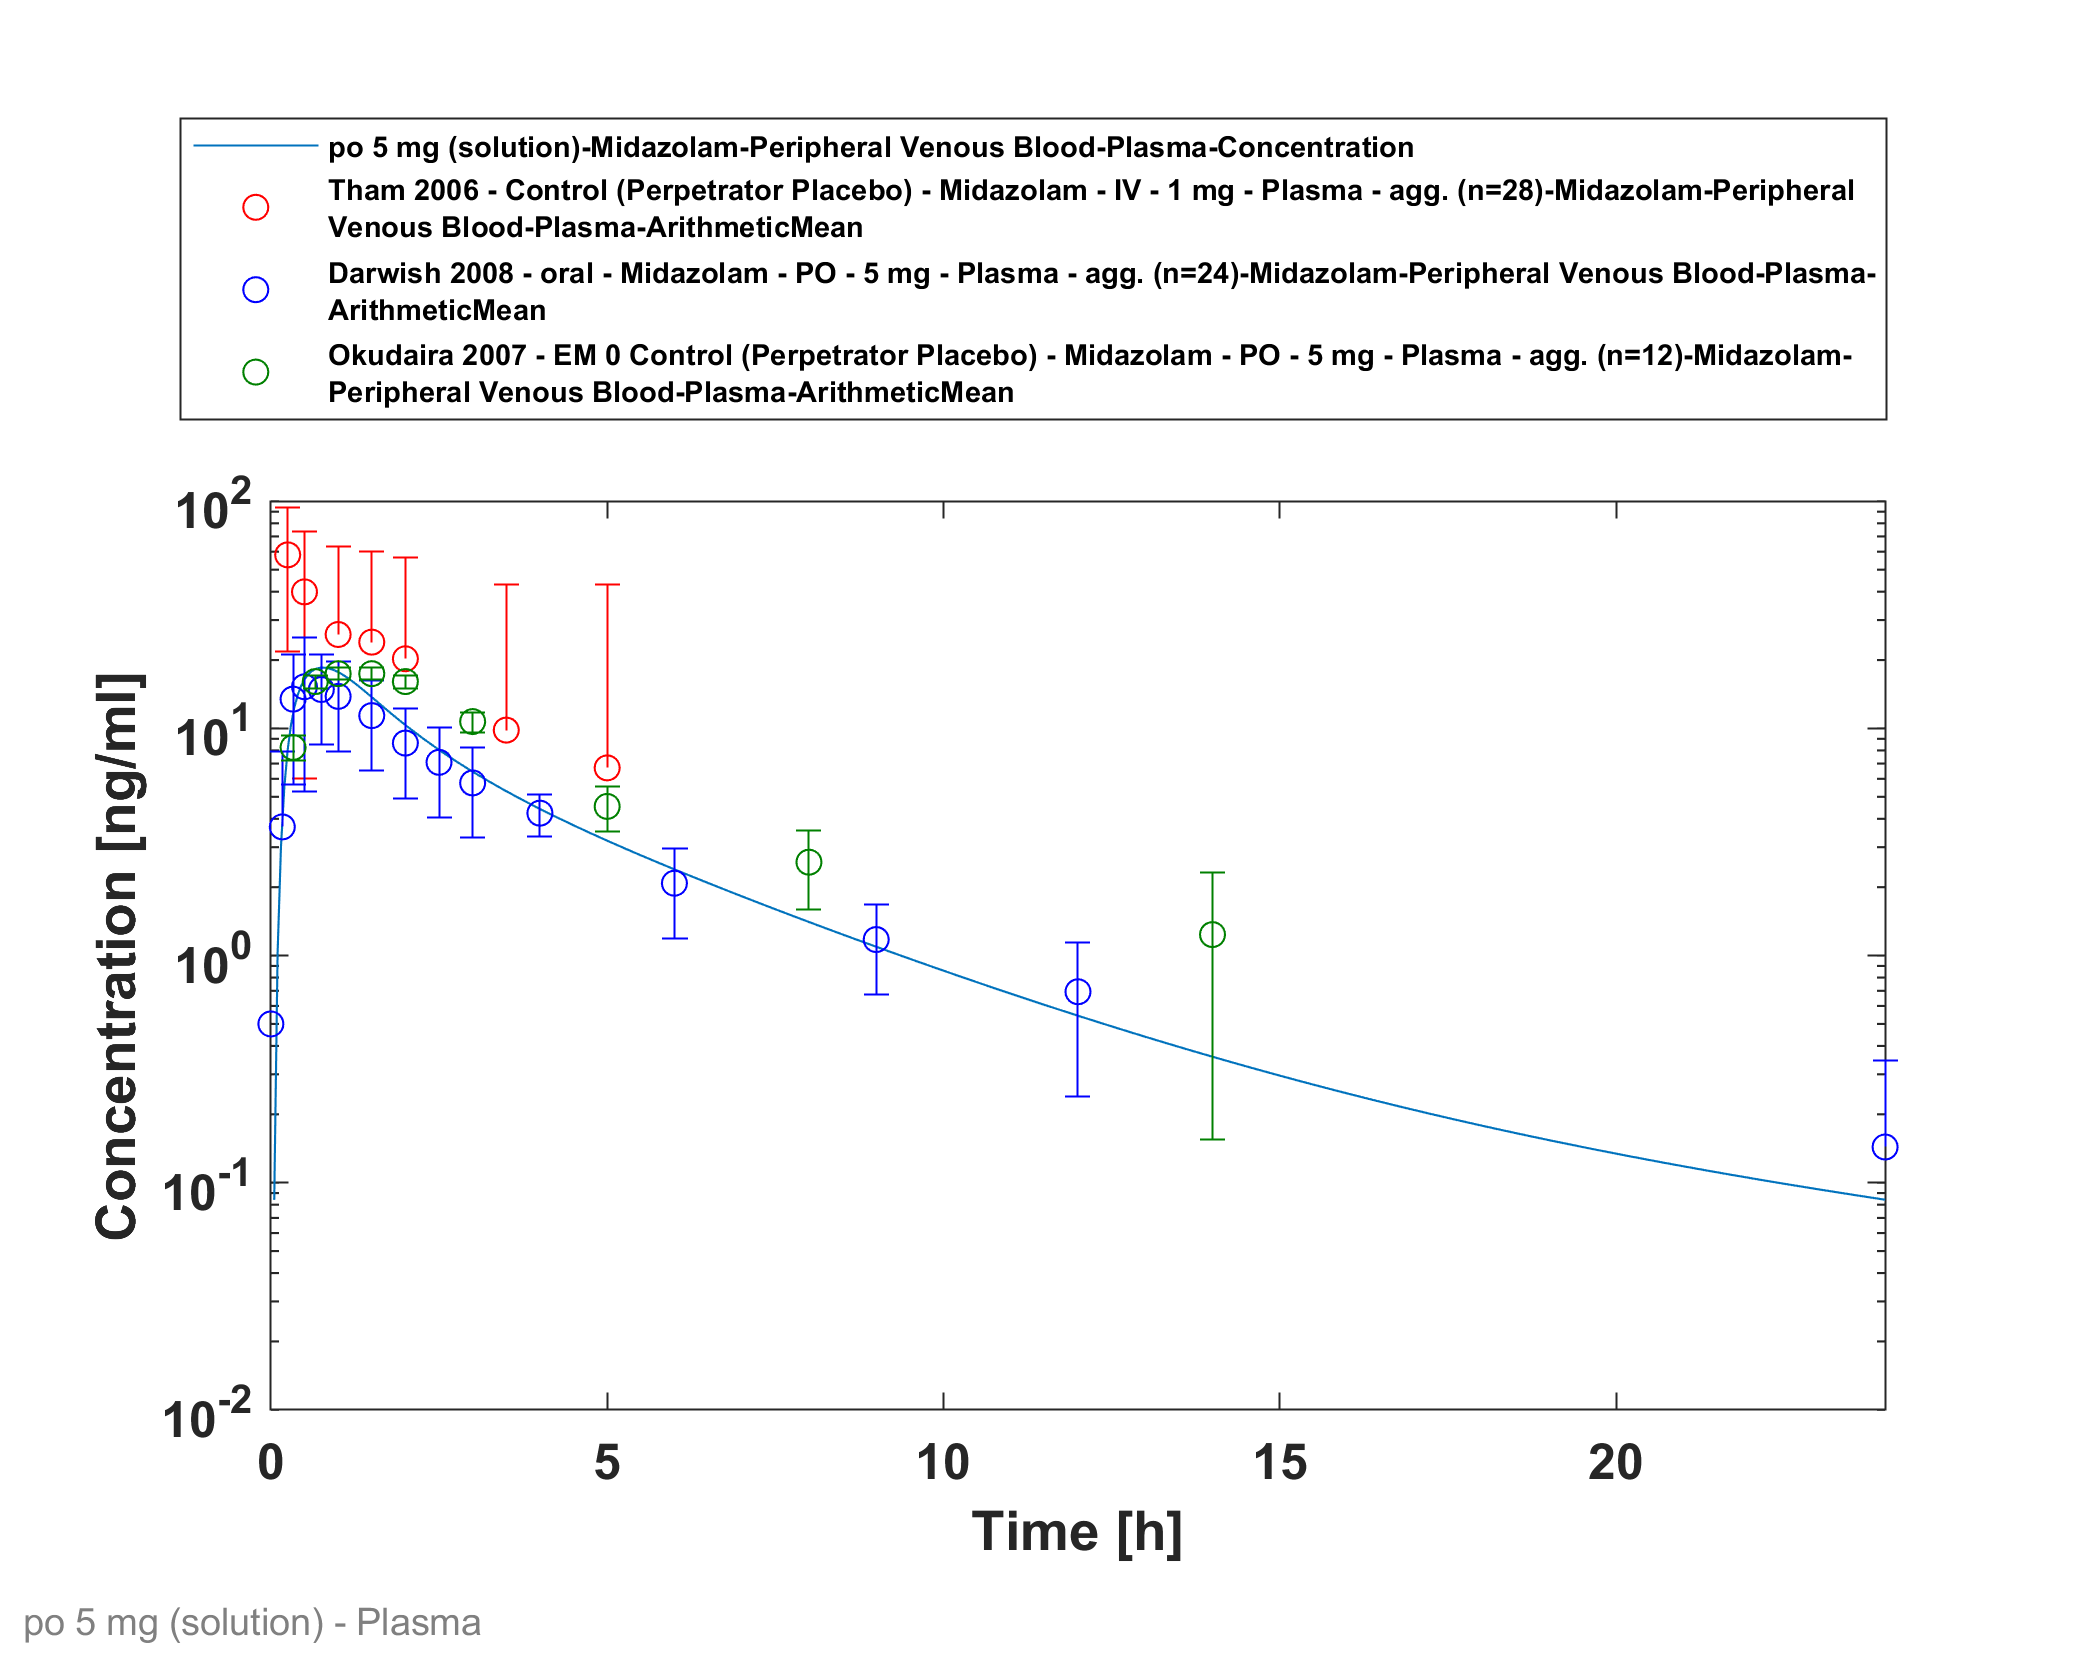 po 5 mg (solution)-Midazolam-Peripheral Venous Blood-Plasma-Concentration
Tham 2006 - Control (Perpetrator Placebo) - Midazolam - IV - 1 mg - Plasma - agg. (n=28)-Midazolam-Peripheral
Venous Blood-Plasma-ArithmeticMean
Darwish 2008 - oral - Midazolam - PO - 5 mg - Plasma - agg. (n=24)-Midazolam-Peripheral Venous Blood-Plasma-
ArithmeticMean
Okudaira 2007 - EM 0 Control (Perpetrator Placebo) - Midazolam - PO - 5 mg - Plasma - agg. (n=12)-Midazolam-
Peripheral Venous Blood-Plasma-ArithmeticMean
10^2
10^1
10^0
10^-1
10^-2
Concentration [ng/ml]
0 5 10 15 20
Time [h]
po 5 mg (solution) - Plasma